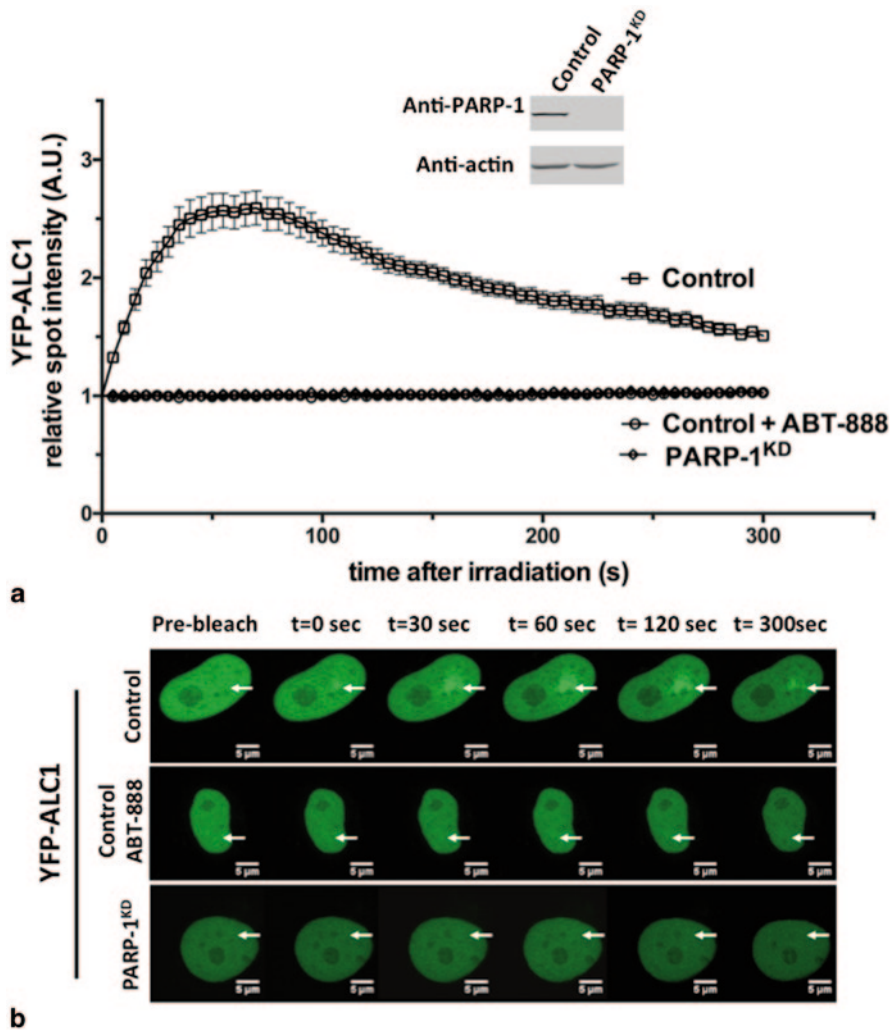 Control
PARP-1KD
Anti-PARP-1
Anti-actin
YFP-ALC1
relative spot intensity (A.U.)
3
2
1
0
Control
Control + ABT-888
PARP-1KD
0
100
200
300
time after irradiation (s)
a
Pre-bleach t=0 sec t=30 sec t= 60 sec t= 120 sec t= 300sec
YFP-ALC1
Control
5 µm 5 µm 5 µm 5 µm 5 µm 5 µm
Control
ABT-888
5 µm 5 µm 5 µm 5 µm 5 µm 5 µm
PARP-1KD
5 µm 5 µm 5 µm 5 µm 5 µm 5 µm
b